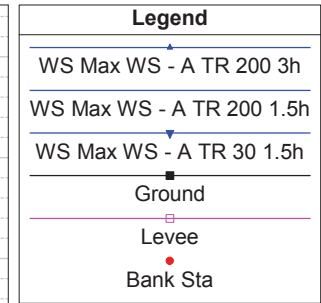 Legend
WS Max WS - A TR 200 3h
WS Max WS - A TR 200 1.5h
WS Max WS - A TR 30 1.5h
Ground
Levee
Bank Sta